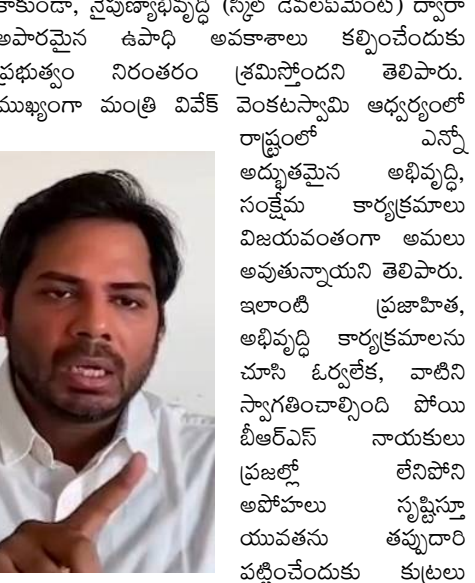 కాకుండా, నైపుణ్యాభివృద్ధి (స్కిల్ డెవలప్‌మెంట్) ద్వారా
అపారమైన ఉపాధి అవకాశాలు కల్పించేందుకు
ప్రభుత్వం నిరంతరం శ్రమిస్తోందని తెలిపారు.
ముఖ్యంగా మంత్రి వివేక్ వెంకటస్వామి ఆధ్వర్యంలో
రాష్ట్రంలో ఎన్నో
అద్భుతమైన అభివృద్ధి,
సంక్షేమ కార్యక్రమాలు
విజయవంతంగా అమలు
అవుతున్నాయని తెలిపారు.
ఇలాంటి ప్రజాహిత,
అభివృద్ధి కార్యక్రమాలను
చూసి ఓర్వలేక, వాటిని
స్వాగతించాల్సింది పోయి
బీఆర్ఎస్ నాయకులు
ప్రజల్లో లేనిపోని
అపోహలు సృష్టిస్తూ
యువతను తప్పుదారి
పట్టించేందుకు కుట్రలు